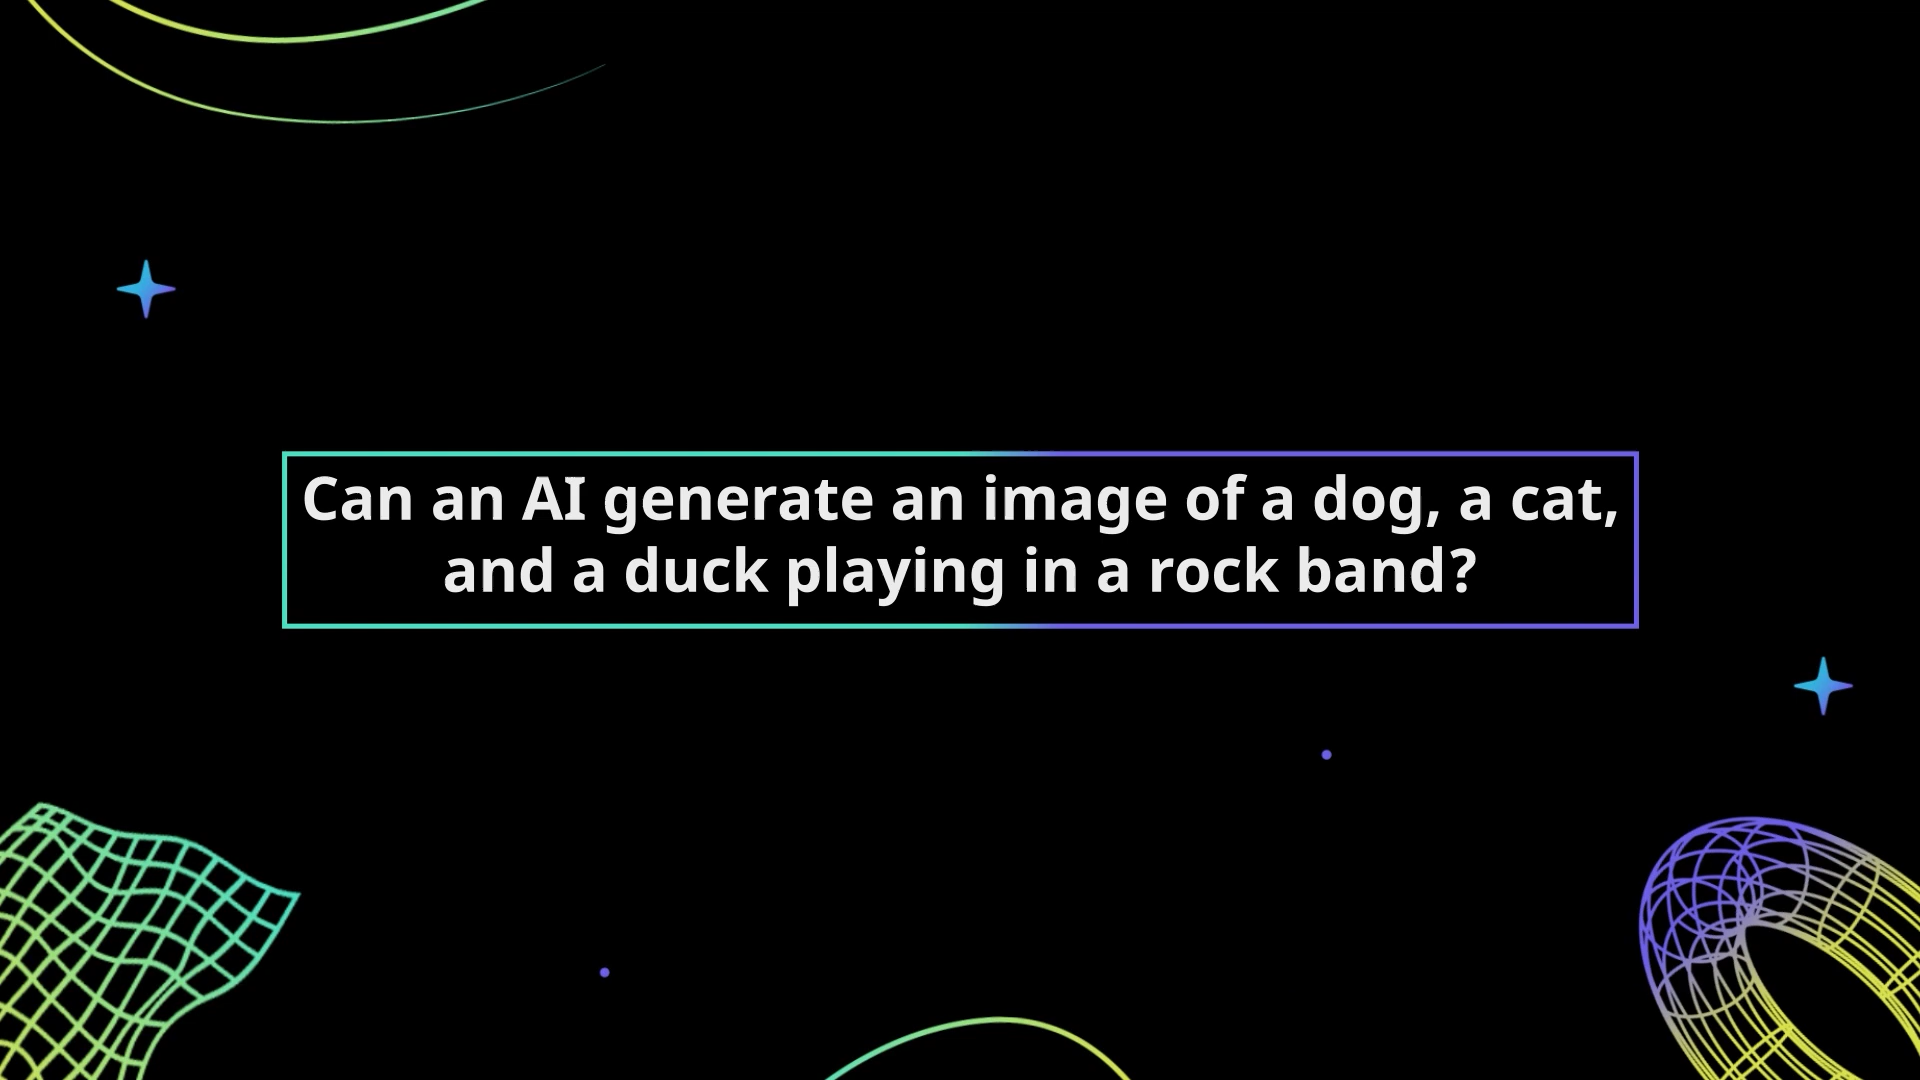 Can an AI generate an image of a dog, a cat,
and a duck playing in a rock band?